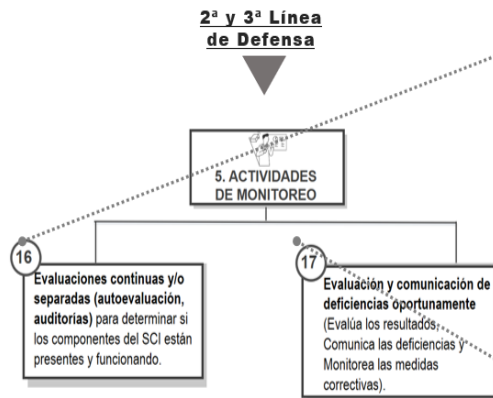 2ª y 3ª Línea
de Defensa
5. ACTIVIDADES
DE MONITOREO
16
Evaluaciones continuas y/o
separadas (autoevaluación,
auditorías) para determinar si
los componentes del SCI están
presentes y funcionando.
17
Evaluación y comunicación de
deficiencias oportunamente
(Evalúa los resultados,
Comunica las deficiencias y
Monitorea las medidas
correctivas).